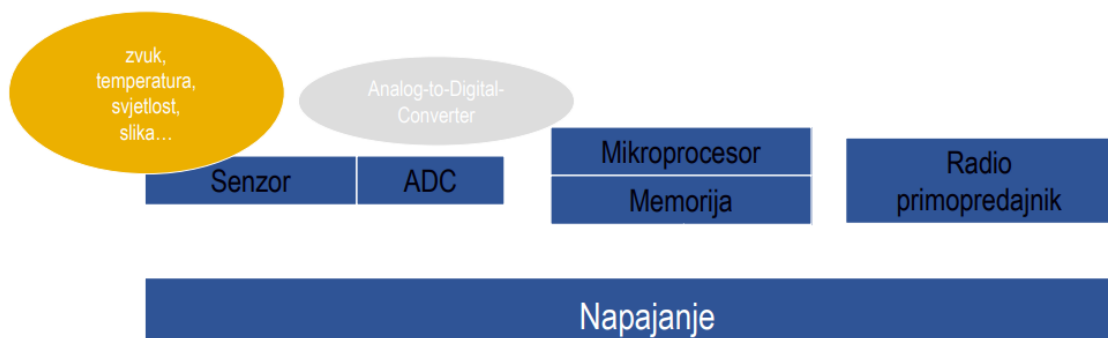 zvuk,
temperatura,
svjetlost,
slika...
Analog-to-Digital-
Converter
Senzor
ADC
Mikroprocesor
Memorija
Radio
primopredajnik
Napajanje